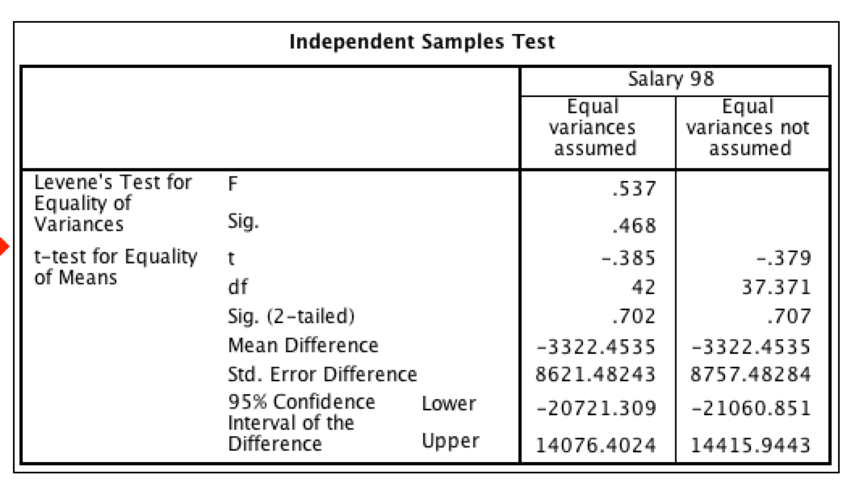 Independent Samples Test
Salary 98
Equal variances assumed
Equal variances not assumed
Levene's Test for Equality of Variances F .537
Sig. .468
t-test for Equality of Means t -.385 -.379
df 42 37.371
Sig. (2-tailed) .702 .707
Mean Difference -3322.4535 -3322.4535
Std. Error Difference 8621.48243 8757.48284
95% Confidence Interval of the Difference Lower -20721.309 -21060.851
Upper 14076.4024 14415.9443